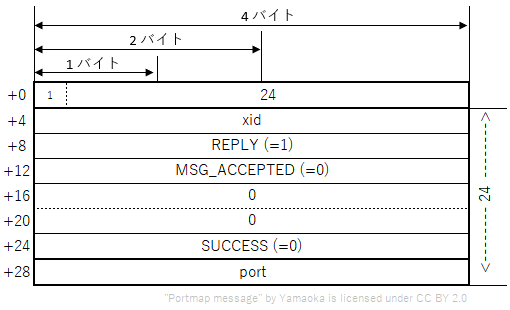 4 バイト
2 バイト
1 バイト
+0 1 24
+4 xid
+8 REPLY (=1)
+12 MSG_ACCEPTED (=0)
+16 0
+20 0
+24 SUCCESS (=0)
+28 port
24
"Portmap message" by Yamaoka is licensed under CC BY 2.0